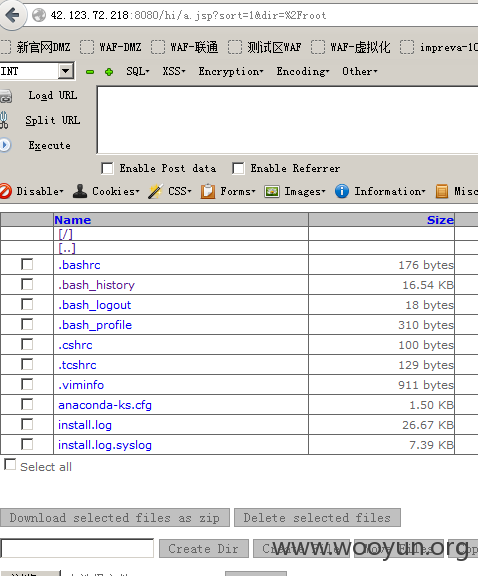 42.123.72.218:8080/hi/a.jsp?sort=1&dir=%2Froot
新官网DMZ WAF-DMZ WAF-联通 测试区WAF WAF-虚拟化 impreva-10
INT SQL XSS Encryption Encoding Other
Load URL
Split URL
Execute
Enable Post data Enable Referrer
Disable Cookies CSS Forms Images Information Misc
Name Size
[/]
[..]
.bashrc 176 bytes
.bash_history 16.54 KB
.bash_logout 18 bytes
.bash_profile 310 bytes
.cshrc 100 bytes
.tcshrc 129 bytes
.viminfo 911 bytes
anaconda-ks.cfg 1.50 KB
install.log 26.67 KB
install.log.syslog 7.39 KB
Select all
Download selected files as zip Delete selected files
Create Dir Create File Move Files Cop
www.wooyun.org